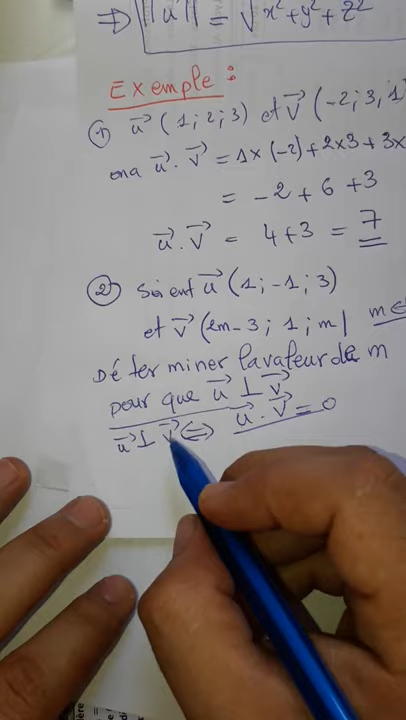 ⇒ ||u⃗|| = √x²+y²+z²
Exemple :
1) u⃗ (1; 2; 3) et v⃗ (-2; 3, 1
on a u⃗ . v⃗ = 1×(-2)+2×3+3×
= -2 + 6 + 3
u⃗ . v⃗ = 4+3 = 7
2) Soient u⃗ (1; -1; 3)
et v⃗ (2m-3; 1; m) m∈
Déterminer la valeur de m
pour que u⃗ ⊥ v⃗
u⃗ ⊥ v⃗ ⇔ u⃗ . v⃗ = 0